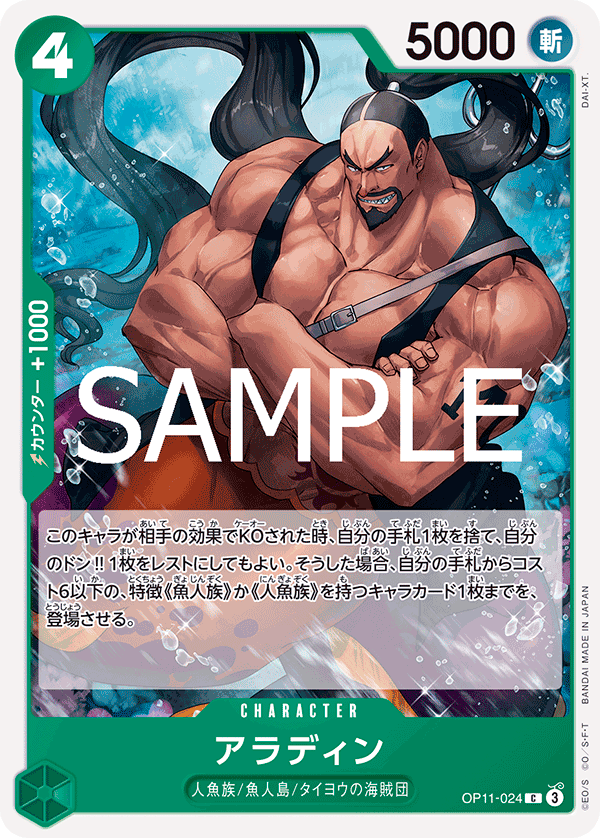 4
5000
斬
DAI-XT.
カウンター +1000
SAMPLE
このキャラが相手の効果でKOされた時、自分の手札1枚を捨て、自分
のドン!!1枚をレストにしてもよい。そうした場合、自分の手札からコス
ト6以下の、特徴《魚人族》か《人魚族》を持つキャラカード1枚までを、
登場させる。
CHARACTER
アラディン
人魚族/魚人島/タイヨウの海賊団
OP11-024 C 3
©E.O/S ©O/S・F・T BANDAI MADE IN JAPAN